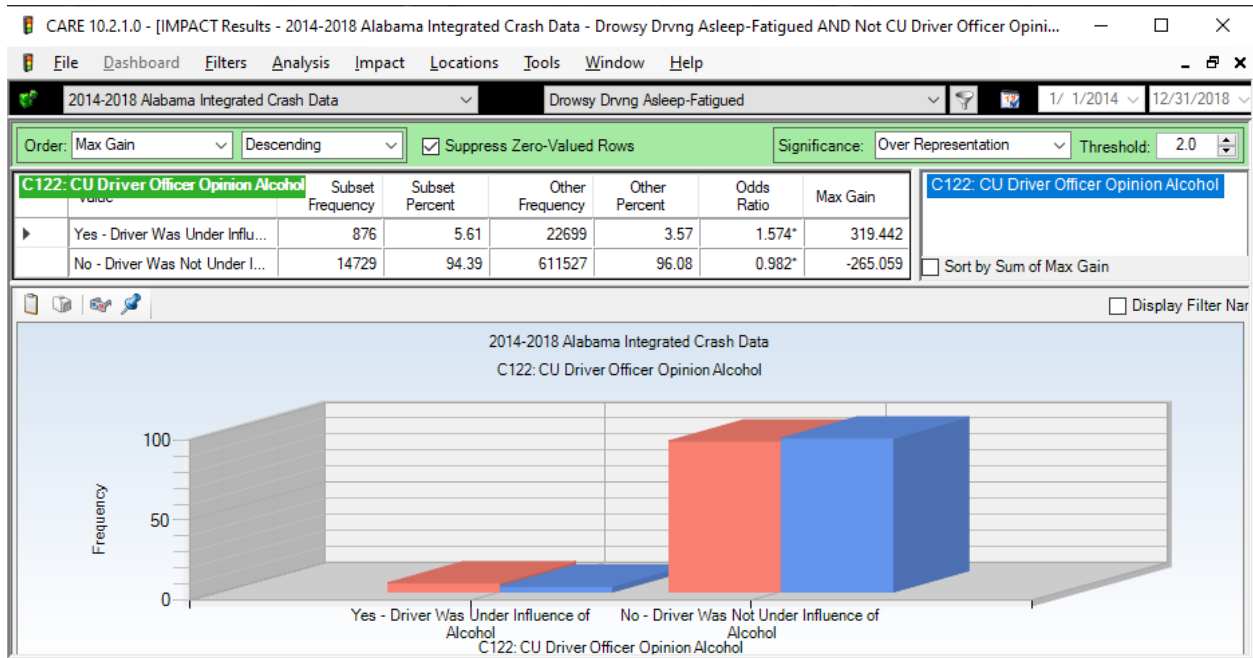 CARE 10.2.1.0 - [IMPACT Results - 2014-2018 Alabama Integrated Crash Data - Drowsy Drvng Asleep-Fatigued AND Not CU Driver Officer Opini...
File Dashboard Filters Analysis Impact Locations Tools Window Help
2014-2018 Alabama Integrated Crash Data Drowsy Drvng Asleep-Fatigued 1/ 1/2014 12/31/2018
Order: Max Gain Descending Suppress Zero-Valued Rows Significance: Over Representation Threshold: 2.0
C122: CU Driver Officer Opinion Alcohol Subset Frequency Subset Percent Other Frequency Other Percent Odds Ratio Max Gain
Yes - Driver Was Under Influ... 876 5.61 22699 3.57 1.574* 319.442
No - Driver Was Not Under I... 14729 94.39 611527 96.08 0.982* -265.059
C122: CU Driver Officer Opinion Alcohol
Sort by Sum of Max Gain
Display Filter Nar
2014-2018 Alabama Integrated Crash Data
C122: CU Driver Officer Opinion Alcohol
100
50
0
Frequency
Yes - Driver Was Under Influence of Alcohol
No - Driver Was Not Under Influence of Alcohol
C122: CU Driver Officer Opinion Alcohol